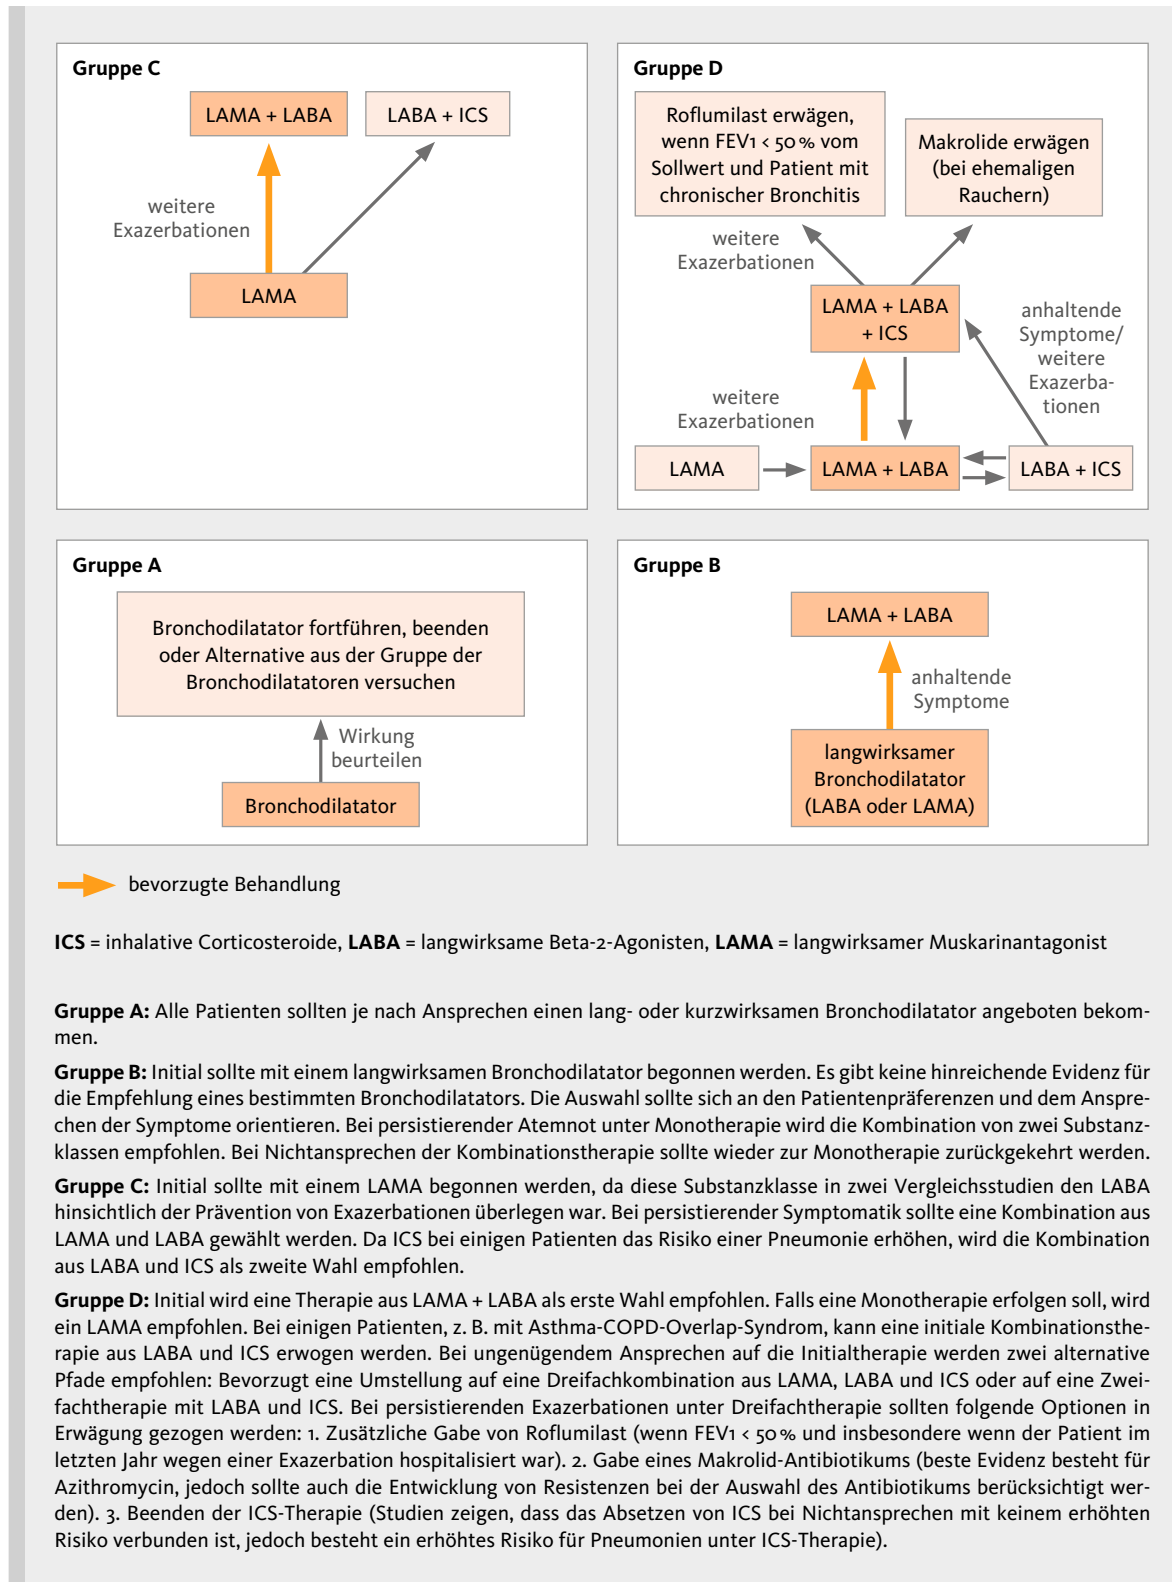 Gruppe C
LAMA + LABA
LABA + ICS
weitere
Exazerbationen
LAMA
Gruppe D
Roflumilast erwägen,
wenn FEV1 < 50 % vom
Sollwert und Patient mit
chronischer Bronchitis
Makrolide erwägen
(bei ehemaligen
Rauchern)
weitere
Exazerbationen
LAMA + LABA
+ ICS
anhaltende
Symptome/
weitere
Exazerba-
tionen
weitere
Exazerbationen
LAMA
LAMA + LABA
LABA + ICS
Gruppe A
Bronchodilatator fortführen, beenden
oder Alternative aus der Gruppe der
Bronchodilatatoren versuchen
Wirkung
beurteilen
Bronchodilatator
Gruppe B
LAMA + LABA
anhaltende
Symptome
langwirksamer
Bronchodilatator
(LABA oder LAMA)
bevorzugte Behandlung
ICS = inhalative Corticosteroide, LABA = langwirksame Beta-2-Agonisten, LAMA = langwirksamer Muskarinantagonist
Gruppe A: Alle Patienten sollten je nach Ansprechen einen lang- oder kurzwirksamen Bronchodilatator angeboten bekom-
men.
Gruppe B: Initial sollte mit einem langwirksamen Bronchodilatator begonnen werden. Es gibt keine hinreichende Evidenz für
die Empfehlung eines bestimmten Bronchodilatators. Die Auswahl sollte sich an den Patientenpräferenzen und dem Anspre-
chen der Symptome orientieren. Bei persistierender Atemnot unter Monotherapie wird die Kombination von zwei Substanz-
klassen empfohlen. Bei Nichtansprechen der Kombinationstherapie sollte wieder zur Monotherapie zurückgekehrt werden.
Gruppe C: Initial sollte mit einem LAMA begonnen werden, da diese Substanzklasse in zwei Vergleichsstudien den LABA
hinsichtlich der Prävention von Exazerbationen überlegen war. Bei persistierender Symptomatik sollte eine Kombination aus
LAMA und LABA gewählt werden. Da ICS bei einigen Patienten das Risiko einer Pneumonie erhöhen, wird die Kombination
aus LABA und ICS als zweite Wahl empfohlen.
Gruppe D: Initial wird eine Therapie aus LAMA + LABA als erste Wahl empfohlen. Falls eine Monotherapie erfolgen soll, wird
ein LAMA empfohlen. Bei einigen Patienten, z. B. mit Asthma-COPD-Overlap-Syndrom, kann eine initiale Kombinationsthe-
rapie aus LABA und ICS erwogen werden. Bei ungenügendem Ansprechen auf die Initialtherapie werden zwei alternative
Pfade empfohlen: Bevorzugt eine Umstellung auf eine Dreifachkombination aus LAMA, LABA und ICS oder auf eine Zwei-
fachtherapie mit LABA und ICS. Bei persistierenden Exazerbationen unter Dreifachtherapie sollten folgende Optionen in
Erwägung gezogen werden: 1. Zusätzliche Gabe von Roflumilast (wenn FEV1 < 50 % und insbesondere wenn der Patient im
letzten Jahr wegen einer Exazerbation hospitalisiert war). 2. Gabe eines Makrolid-Antibiotikums (beste Evidenz besteht für
Azithromycin, jedoch sollte auch die Entwicklung von Resistenzen bei der Auswahl des Antibiotikums berücksichtigt wer-
den). 3. Beenden der ICS-Therapie (Studien zeigen, dass das Absetzen von ICS bei Nichtansprechen mit keinem erhöhten
Risiko verbunden ist, jedoch besteht ein erhöhtes Risiko für Pneumonien unter ICS-Therapie).